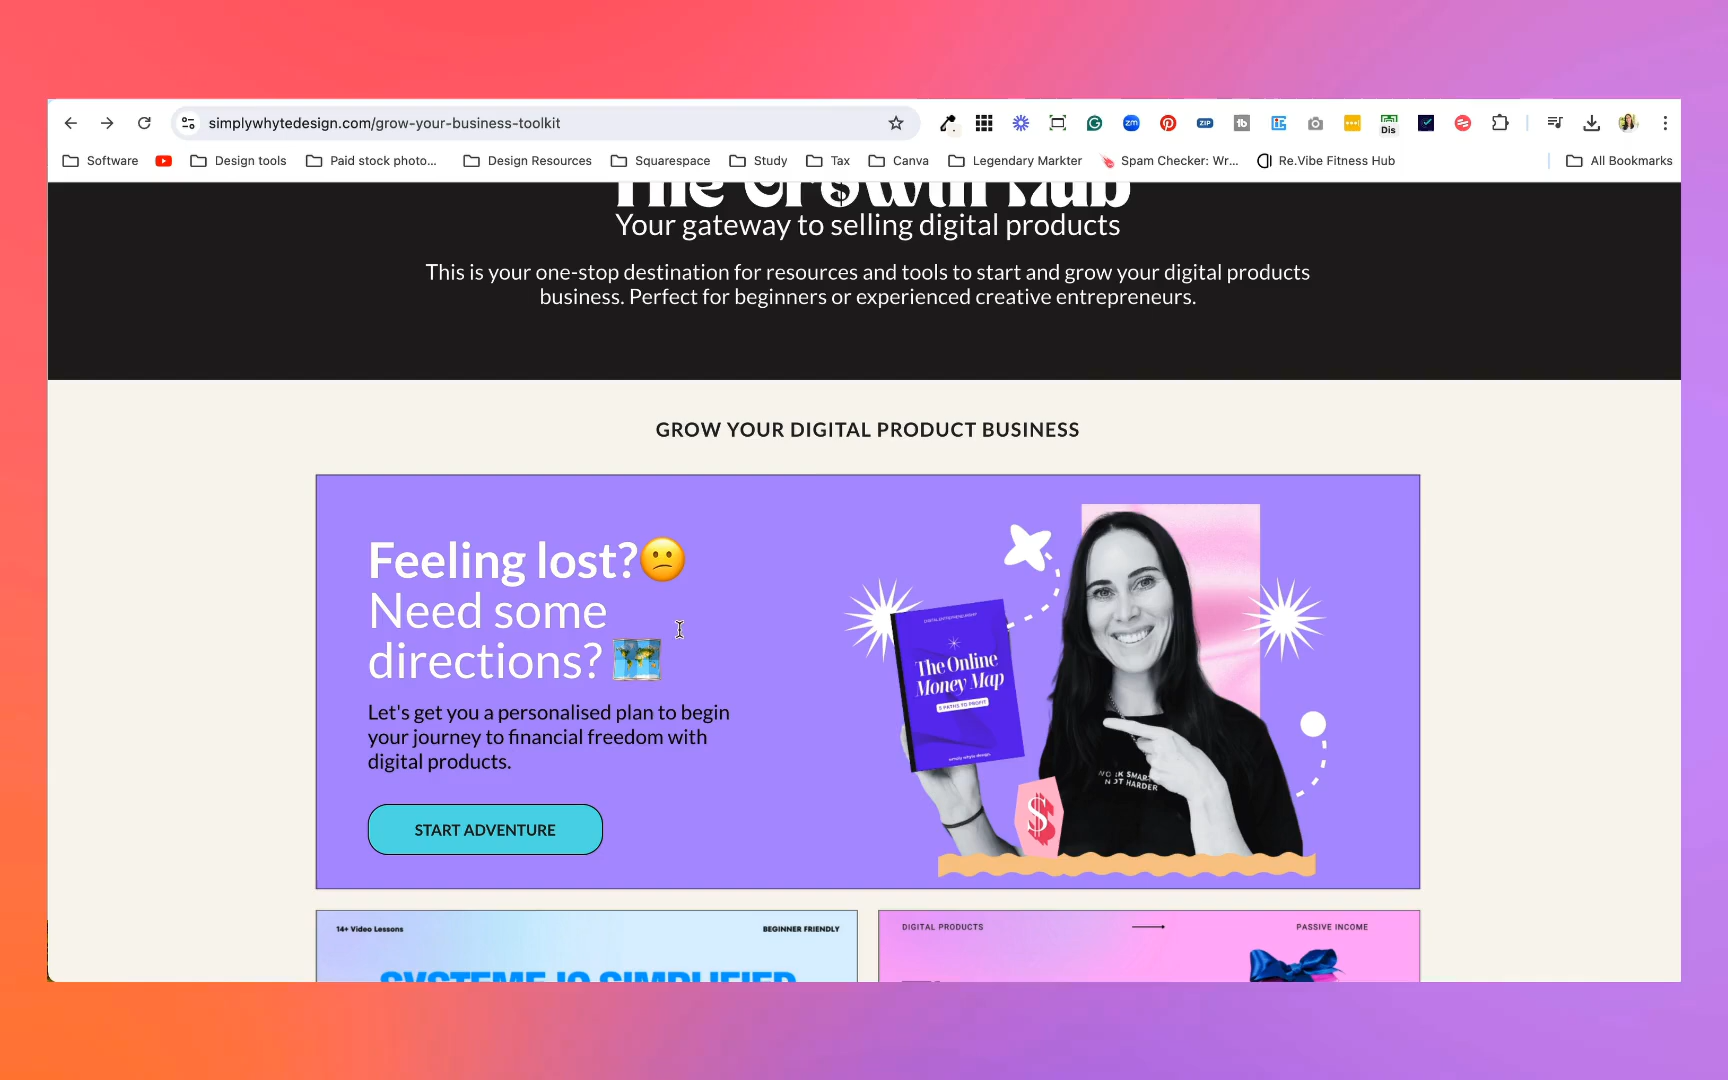 simplywhytedesign.com/grow-your-business-toolkit
Dis
Software
Design tools
Paid stock photo...
Design Resources
Squarespace
Study
Tax
Canva
Legendary Markter
Spam Checker: Wr...
Re.Vibe Fitness Hub
All Bookmarks
The Growth Hub
Your gateway to selling digital products
This is your one-stop destination for resources and tools to start and grow your digital products
business. Perfect for beginners or experienced creative entrepreneurs.
GROW YOUR DIGITAL PRODUCT BUSINESS
Feeling lost?
Need some
directions?
Let's get you a personalised plan to begin
your journey to financial freedom with
digital products.
START ADVENTURE
DIGITAL ENTREPRENEURSHIP
The Online
Money Map
5 PATHS TO PROFIT
simply whyte design.
$
14+ Video Lessons
BEGINNER FRIENDLY
SYSTEME IO SIMPLIFIED
DIGITAL PRODUCTS
PASSIVE INCOME